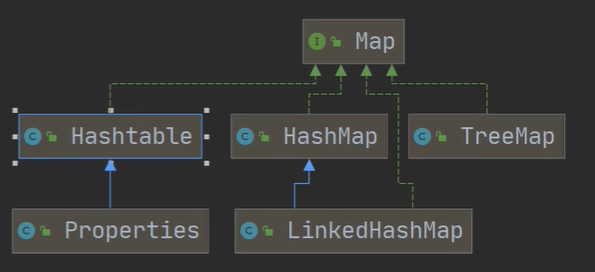 I Map
C Hashtable
C HashMap
C TreeMap
C Properties
C LinkedHashMap